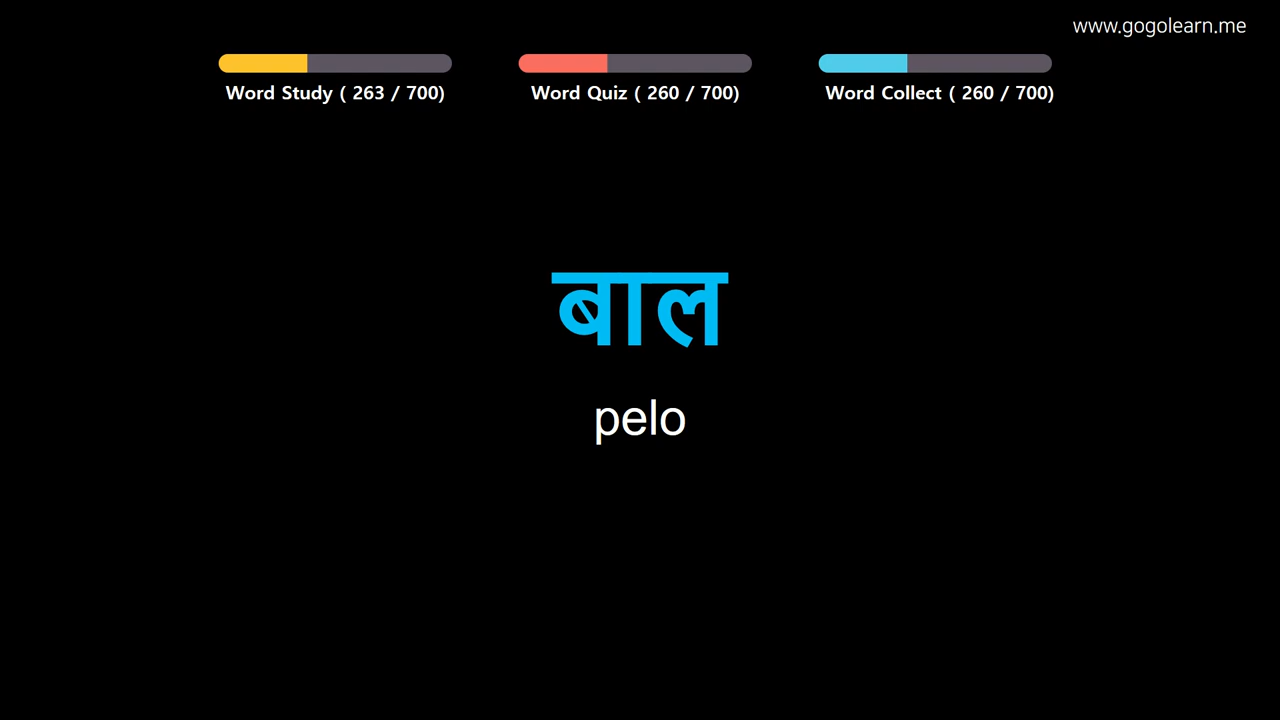 www.gogolearn.me
Word Study ( 263 / 700)
Word Quiz ( 260 / 700)
Word Collect ( 260 / 700)
बाल
pelo